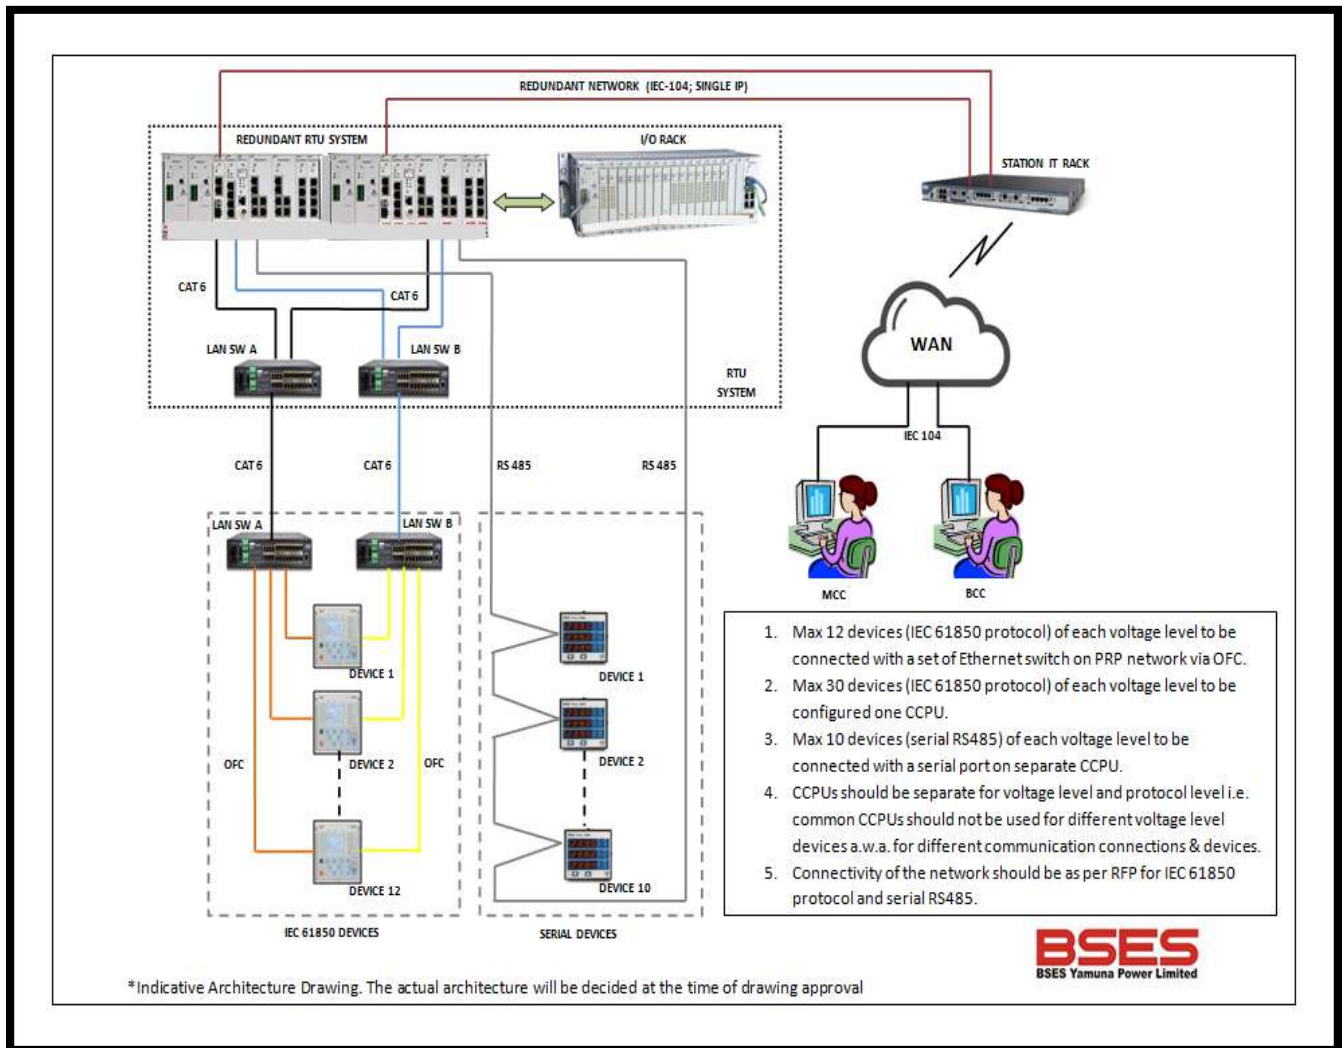 REDUNDANT NETWORK (IEC-104; SINGLE IP)
REDUNDANT RTU SYSTEM
I/O RACK
STATION IT RACK
CAT 6
CAT 6
LAN SW A
LAN SW B
RTU
SYSTEM
WAN
IEC 104
CAT 6
CAT 6
RS 485
RS 485
LAN SW A
LAN SW B
MCC
BCC
DEVICE 1
DEVICE 2
OFC
OFC
DEVICE 12
IEC 61850 DEVICES
DEVICE 1
DEVICE 2
DEVICE 10
SERIAL DEVICES
1. Max 12 devices (IEC 61850 protocol) of each voltage level to be
connected with a set of Ethernet switch on PRP network via OFC.
2. Max 30 devices (IEC 61850 protocol) of each voltage level to be
configured one CCPU.
3. Max 10 devices (serial RS485) of each voltage level to be
connected with a serial port on separate CCPU.
4. CCPUs should be separate for voltage level and protocol level i.e.
common CCPUs should not be used for different voltage level
devices a.w.a. for different communication connections & devices.
5. Connectivity of the network should be as per RFP for IEC 61850
protocol and serial RS485.
BSES
BSES Yamuna Power Limited
*Indicative Architecture Drawing. The actual architecture will be decided at the time of drawing approval